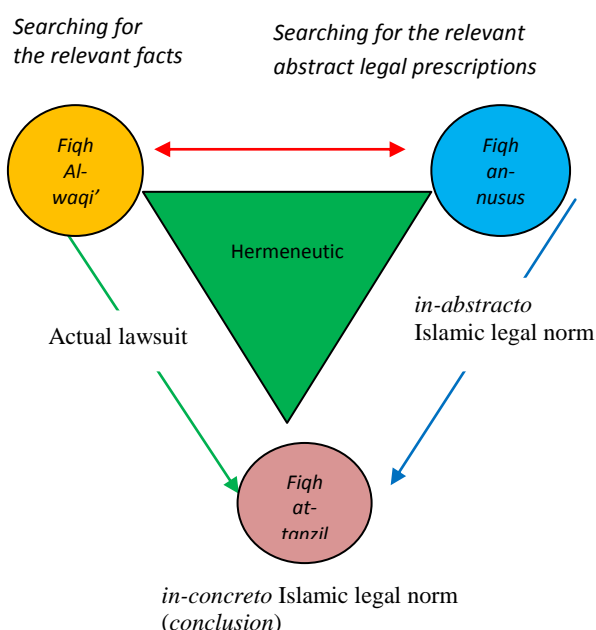 Searching for
the relevant facts
Searching for the relevant
abstract legal prescriptions
Fiqh
Al-
waqi’
Fiqh
an-
nusus
Hermeneutic
Actual lawsuit
in-abstracto
Islamic legal norm
Fiqh
at-
tanzil
in-concreto Islamic legal norm
(conclusion)